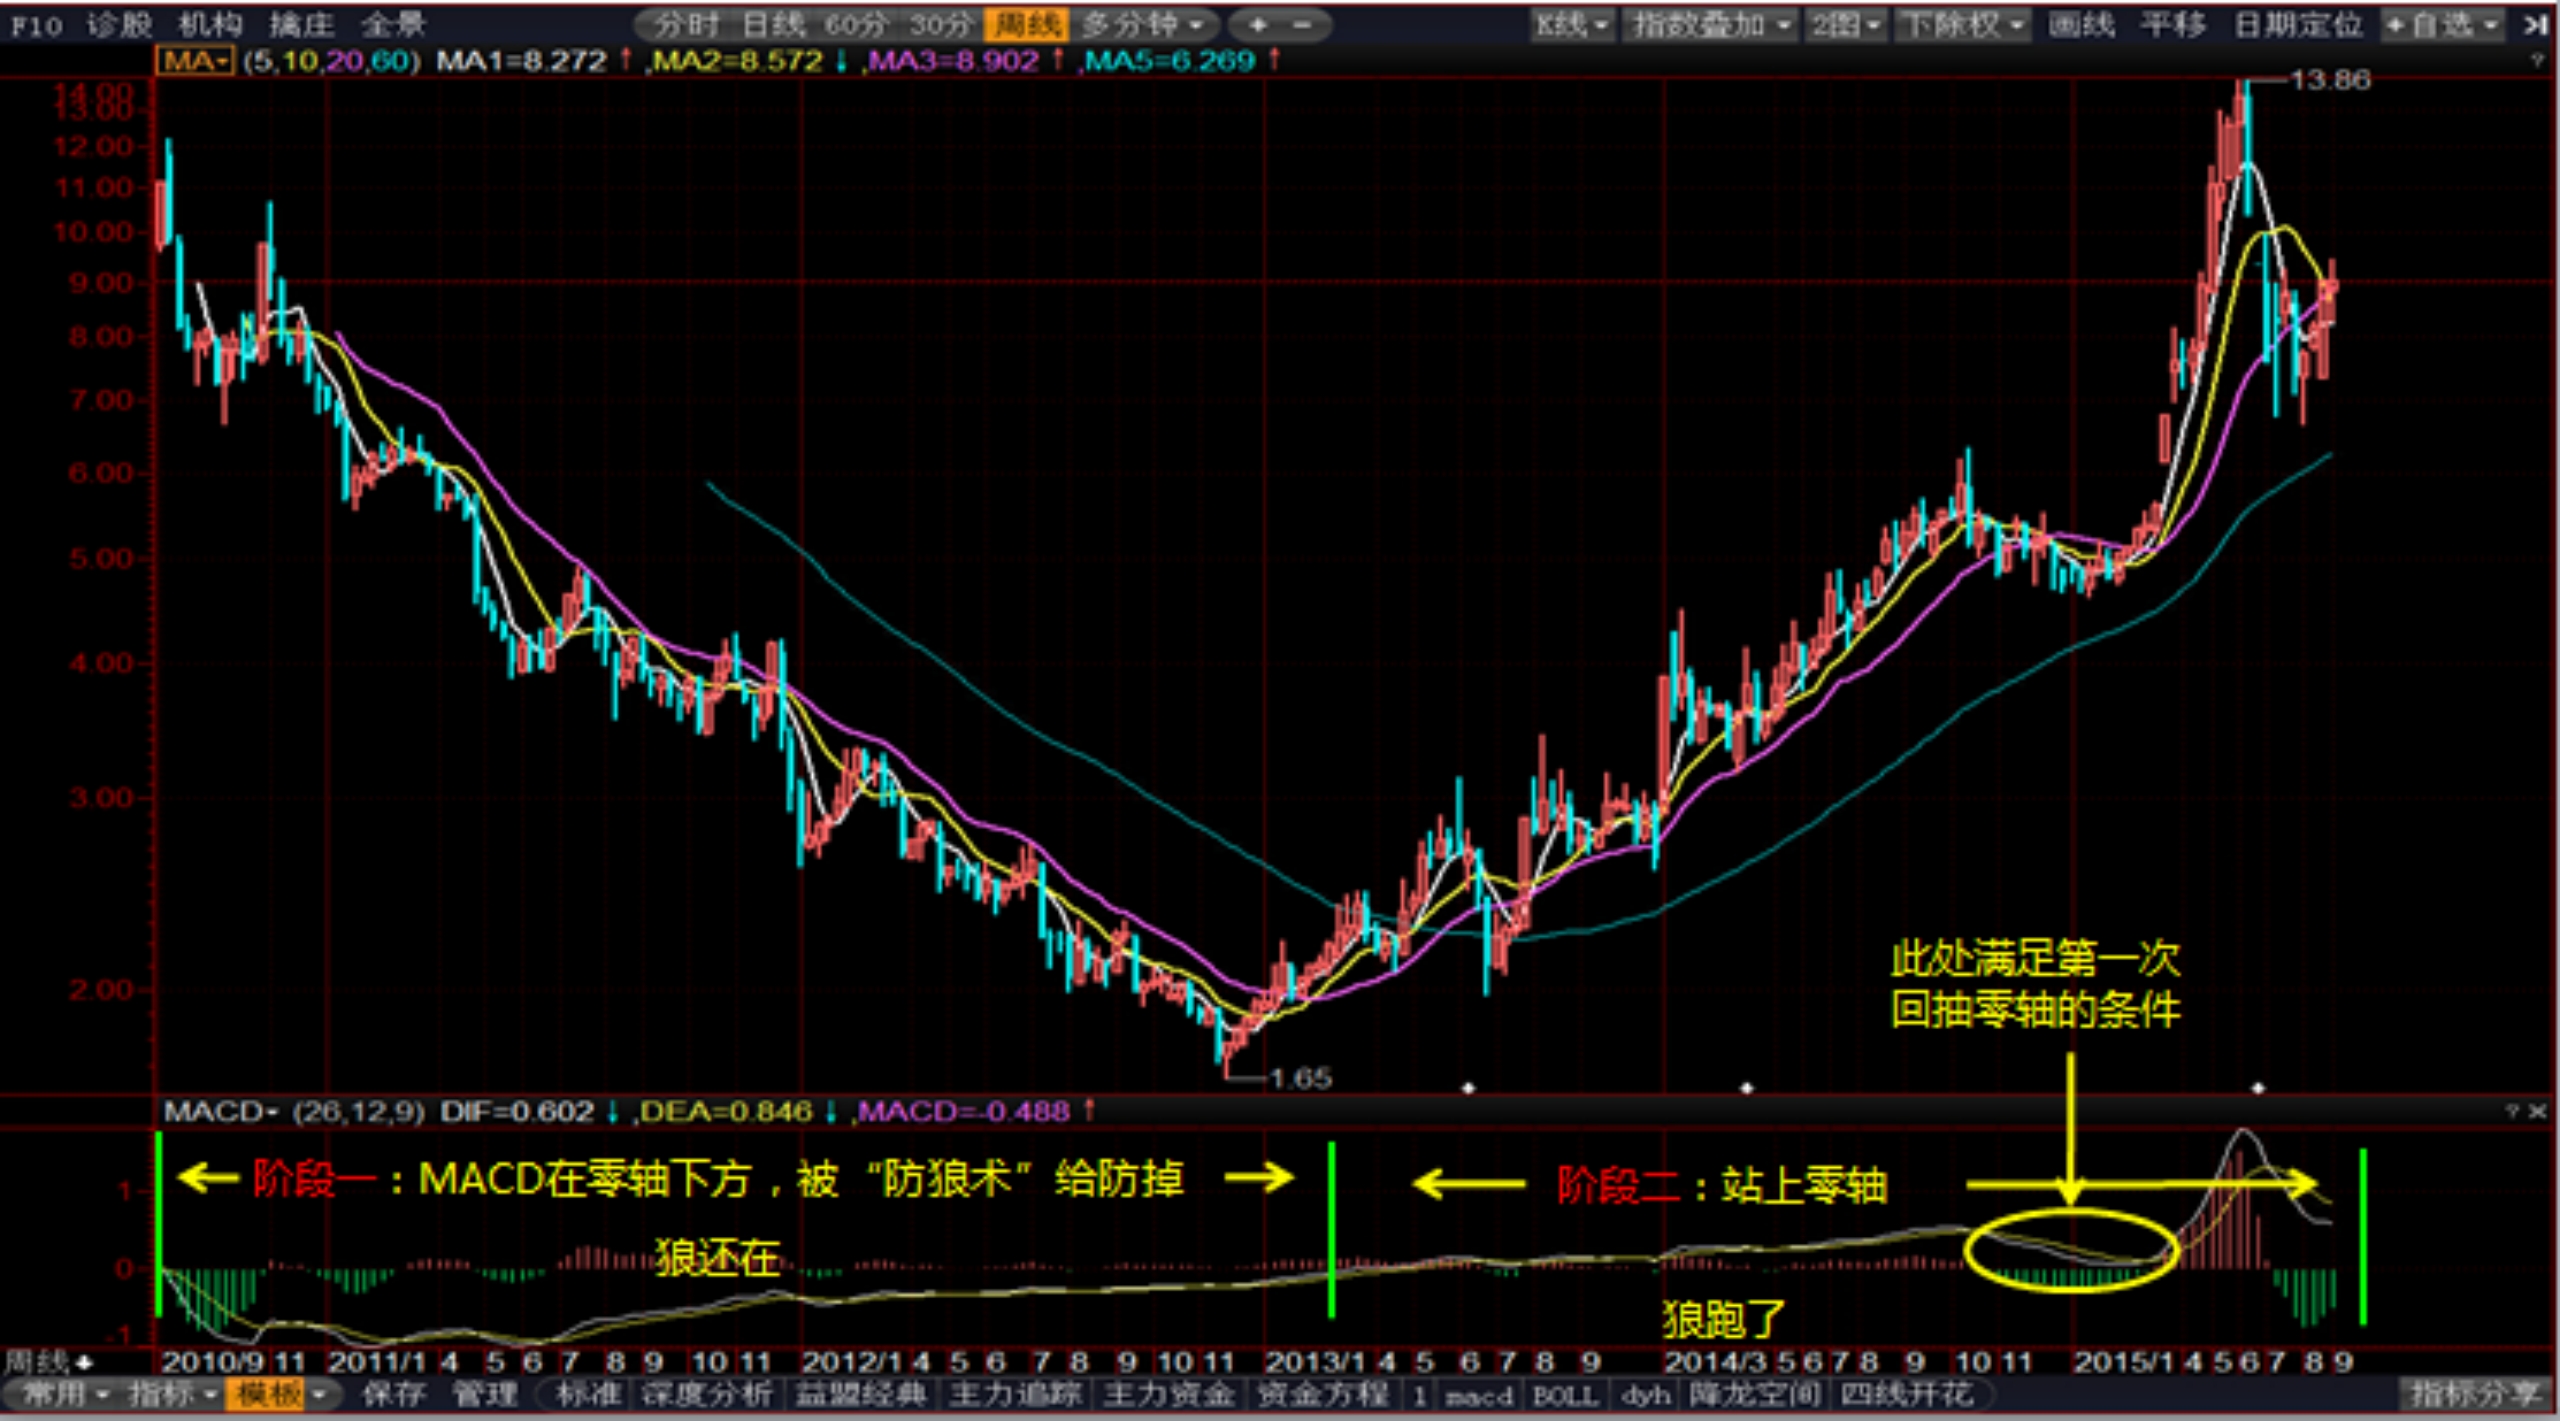 F10 诊股 机构 擒庄 全景 分时 日线 60分 30分 周线 多分钟 + - K线 指数叠加 2图 下除权 画线 平移 日期定位 +自选
MA (5,10,20,60) MA1=8.272↑,MA2=8.572↓,MA3=8.902↑,MA5=6.269↑ ?
14.00
13.86
13.00
12.00
11.00
10.00
9.00
8.00
7.00
6.00
5.00
4.00
3.00
2.00
此处满足第一次
回抽零轴的条件
1.65
MACD (26,12,9) DIF=0.602↓,DEA=0.846↓,MACD=-0.488↑ ? ×
阶段一：MACD在零轴下方，被“防狼术”给防掉
阶段二：站上零轴
1
狼还在
0
狼跑了
-1
周线 2010/9 11 2011/1 4 5 6 7 8 9 10 11 2012/1 4 5 6 7 8 9 10 11 2013/1 4 5 6 7 8 9 2014/3 5 6 7 8 9 10 11 2015/1 4 5 6 7 8 9
常用 指标 模板 保存 管理 标准 深度分析 益盟经典 主力追踪 主力资金 资金方程 1 macd BOLL dyh 降龙空间 四线开花 指标分享